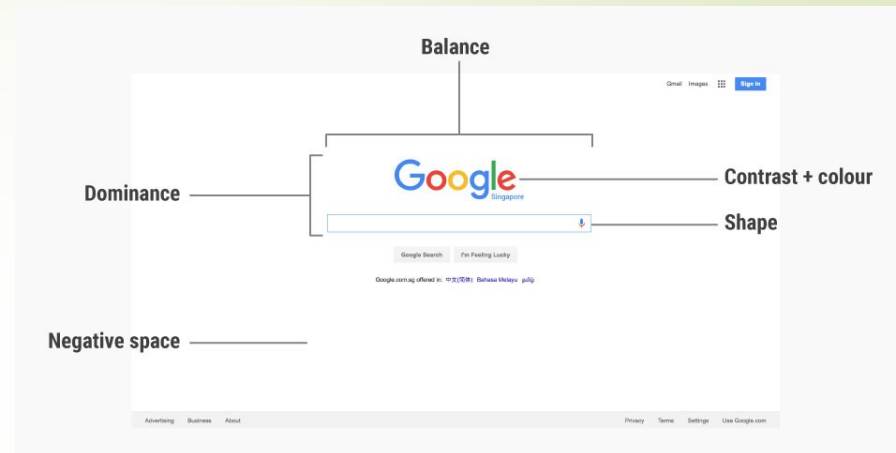 Balance
Gmail Images Sign in
Dominance
Google
Singapore
Contrast + colour
Shape
Google Search I'm Feeling Lucky
Google.com.sg offered in: 中文(简体) Bahasa Melayu தமிழ்
Negative space
Advertising Business About Privacy Terms Settings Use Google.com